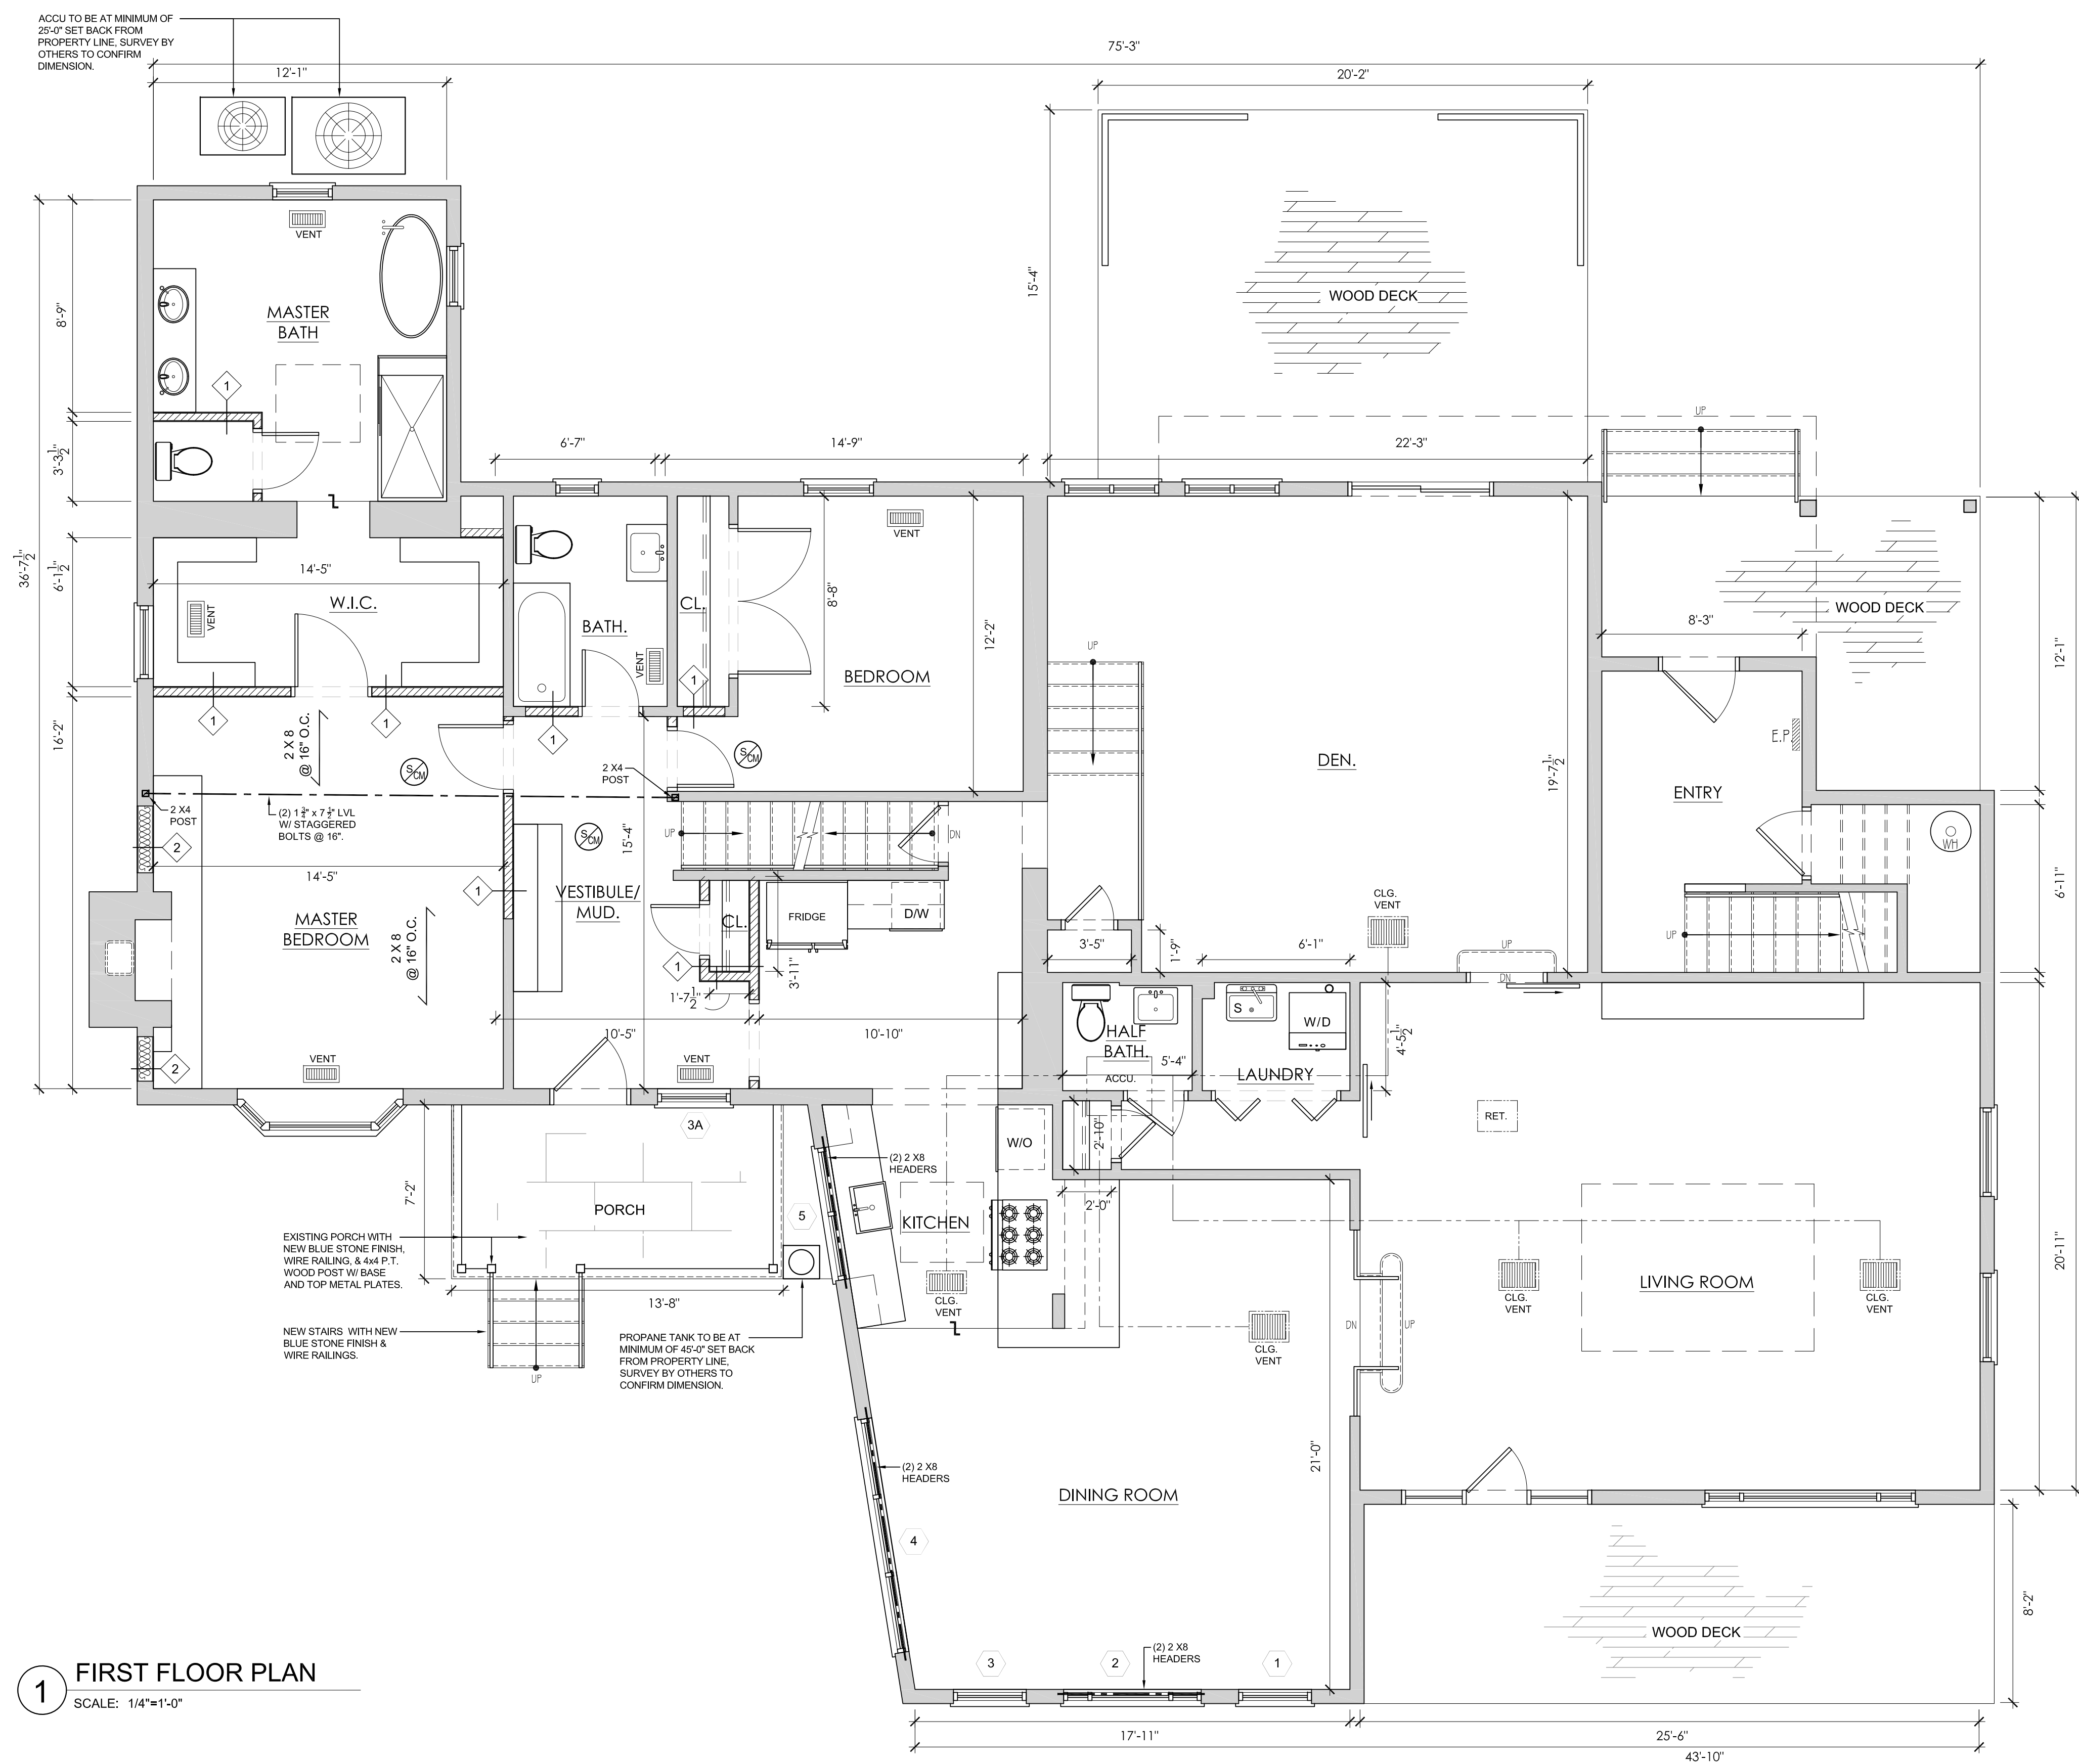 ACCU TO BE AT MINIMUM OF
25'-0" SET BACK FROM
PROPERTY LINE, SURVEY BY
OTHERS TO CONFIRM
DIMENSION.
75'-3"
12'-1"
20'-2"
15'-4"
VENT
MASTER
BATH
8'-9"
3'-3 1/2"
36'-7 1/2"
6'-1 1/2"
16'-2"
1
WOOD DECK
6'-7"
14'-9"
22'-3"
UP
14'-5"
W.I.C.
VENT
1
1
BATH.
VENT
1
CL.
1
8'-8"
VENT
12'-2"
BEDROOM
UP
DEN.
19'-7 1/2"
WOOD DECK
8'-3"
12'-1"
E.P.
ENTRY
WH
6'-11"
UP
2 X 8
@ 16" O.C.
S/CM
S/CM
2 X4
POST
2 X4
POST
(2) 1 3/4" x 7 1/2" LVL
W/ STAGGERED
BOLTS @ 16".
2
14'-5"
MASTER
BEDROOM
2 X 8
@ 16" O.C.
1
S/CM
15'-4"
VESTIBULE/
MUD.
UP
DN
CL.
1
FRIDGE
D/W
3'-11"
1'-7 1/2"
10'-5"
10'-10"
2
VENT
VENT
3A
3'-5"
1'-9"
6'-1"
CLG.
VENT
UP
DN
HALF
BATH.
5'-4"
ACCU.
S
W/D
LAUNDRY
4'-5 1/2"
2'-10"
2'-0"
RET.
W/O
(2) 2 X8
HEADERS
KITCHEN
CLG.
VENT
CLG.
VENT
DN
UP
CLG.
VENT
LIVING ROOM
CLG.
VENT
20'-11"
7'-2"
PORCH
5
EXISTING PORCH WITH
NEW BLUE STONE FINISH,
WIRE RAILING, & 4x4 P.T.
WOOD POST W/ BASE
AND TOP METAL PLATES.
13'-8"
NEW STAIRS WITH NEW
BLUE STONE FINISH &
WIRE RAILINGS.
UP
PROPANE TANK TO BE AT
MINIMUM OF 45'-0" SET BACK
FROM PROPERTY LINE,
SURVEY BY OTHERS TO
CONFIRM DIMENSION.
(2) 2 X8
HEADERS
21'-0"
DINING ROOM
4
8'-2"
WOOD DECK
(2) 2 X8
HEADERS
3
2
1
17'-11"
25'-6"
43'-10"
1
FIRST FLOOR PLAN
SCALE: 1/4"=1'-0"